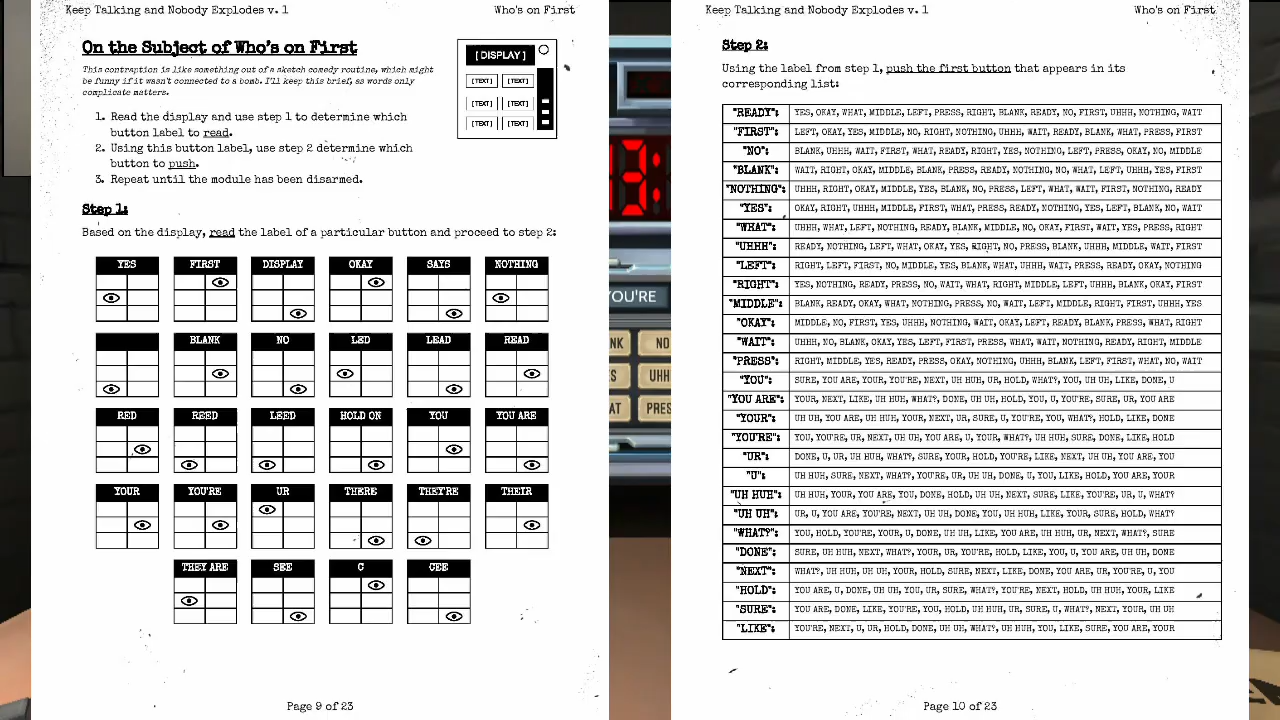 Keep Talking and Nobody Explodes v. 1
Who's on First
On the Subject of Who's on First
This contraption is like something out of a sketch comedy routine, which might
be funny if it wasn't connected to a bomb. I'll keep this brief, as words only
complicate matters.
[DISPLAY]
[TEXT] [TEXT]
[TEXT] [TEXT]
[TEXT] [TEXT]
1. Read the display and use step 1 to determine which
button label to read.
2. Using this button label, use step 2 determine which
button to push.
3. Repeat until the module has been disarmed.
Step 1:
Based on the display, read the label of a particular button and proceed to step 2:
YES FIRST DISPLAY OKAY SAYS NOTHING
BLANK NO LED LEAD READ
RED REED LEED HOLD ON YOU YOU ARE
YOUR YOU'RE UR THERE THEY'RE THEIR
THEY ARE SEE C CEE
Page 9 of 23
3:
YOU'RE
NK NO
S UHH
AT PRES
Keep Talking and Nobody Explodes v. 1
Who's on First
Step 2:
Using the label from step 1, push the first button that appears in its
corresponding list:
"READY": YES, OKAY, WHAT, MIDDLE, LEFT, PRESS, RIGHT, BLANK, READY, NO, FIRST, UHHH, NOTHING, WAIT
"FIRST": LEFT, OKAY, YES, MIDDLE, NO, RIGHT, NOTHING, UHHH, WAIT, READY, BLANK, WHAT, PRESS, FIRST
"NO": BLANK, UHHH, WAIT, FIRST, WHAT, READY, RIGHT, YES, NOTHING, LEFT, PRESS, OKAY, NO, MIDDLE
"BLANK": WAIT, RIGHT, OKAY, MIDDLE, BLANK, PRESS, READY, NOTHING, NO, WHAT, LEFT, UHHH, YES, FIRST
"NOTHING": UHHH, RIGHT, OKAY, MIDDLE, YES, BLANK, NO, PRESS, LEFT, WHAT, WAIT, FIRST, NOTHING, READY
"YES": OKAY, RIGHT, UHHH, MIDDLE, FIRST, WHAT, PRESS, READY, NOTHING, YES, LEFT, BLANK, NO, WAIT
"WHAT": UHHH, WHAT, LEFT, NOTHING, READY, BLANK, MIDDLE, NO, OKAY, FIRST, WAIT, YES, PRESS, RIGHT
"UHHH": READY, NOTHING, LEFT, WHAT, OKAY, YES, RIGHT, NO, PRESS, BLANK, UHHH, MIDDLE, WAIT, FIRST
"LEFT": RIGHT, LEFT, FIRST, NO, MIDDLE, YES, BLANK, WHAT, UHHH, WAIT, PRESS, READY, OKAY, NOTHING
"RIGHT": YES, NOTHING, READY, PRESS, NO, WAIT, WHAT, RIGHT, MIDDLE, LEFT, UHHH, BLANK, OKAY, FIRST
"MIDDLE": BLANK, READY, OKAY, WHAT, NOTHING, PRESS, NO, WAIT, LEFT, MIDDLE, RIGHT, FIRST, UHHH, YES
"OKAY": MIDDLE, NO, FIRST, YES, UHHH, NOTHING, WAIT, OKAY, LEFT, READY, BLANK, PRESS, WHAT, RIGHT
"WAIT": UHHH, NO, BLANK, OKAY, YES, LEFT, FIRST, PRESS, WHAT, WAIT, NOTHING, READY, RIGHT, MIDDLE
"PRESS": RIGHT, MIDDLE, YES, READY, PRESS, OKAY, NOTHING, UHHH, BLANK, LEFT, FIRST, WHAT, NO, WAIT
"YOU": SURE, YOU ARE, YOUR, YOU'RE, NEXT, UH HUH, UR, HOLD, WHAT?, YOU, UH UH, LIKE, DONE, U
"YOU ARE": YOUR, NEXT, LIKE, UH HUH, WHAT?, DONE, UH UH, HOLD, YOU, U, YOU'RE, SURE, UR, YOU ARE
"YOUR": UH UH, YOU ARE, UH HUH, YOUR, NEXT, UR, SURE, U, YOU'RE, YOU, WHAT?, HOLD, LIKE, DONE
"YOU'RE": YOU, YOU'RE, UR, NEXT, UH UH, YOU ARE, U, YOUR, WHAT?, UH HUH, SURE, DONE, LIKE, HOLD
"UR": DONE, U, UR, UH HUH, WHAT?, SURE, YOUR, HOLD, YOU'RE, LIKE, NEXT, UH UH, YOU ARE, YOU
"U": UH HUH, SURE, NEXT, WHAT?, YOU'RE, UR, UH UH, DONE, U, YOU, LIKE, HOLD, YOU ARE, YOUR
"UH HUH": UH HUH, YOUR, YOU ARE, YOU, DONE, HOLD, UH UH, NEXT, SURE, LIKE, YOU'RE, UR, U, WHAT?
"UH UH": UR, U, YOU ARE, YOU'RE, NEXT, UH UH, DONE, YOU, UH HUH, LIKE, YOUR, SURE, HOLD, WHAT?
"WHAT?": YOU, HOLD, YOU'RE, YOUR, U, DONE, UH UH, LIKE, YOU ARE, UH HUH, UR, NEXT, WHAT?, SURE
"DONE": SURE, UH HUH, NEXT, WHAT?, YOUR, UR, YOU'RE, HOLD, LIKE, YOU, U, YOU ARE, UH UH, DONE
"NEXT": WHAT?, UH HUH, UH UH, YOUR, HOLD, SURE, NEXT, LIKE, DONE, YOU ARE, UR, YOU'RE, U, YOU
"HOLD": YOU ARE, U, DONE, UH UH, YOU, UR, SURE, WHAT?, YOU'RE, NEXT, HOLD, UH HUH, YOUR, LIKE
"SURE": YOU ARE, DONE, LIKE, YOU'RE, YOU, HOLD, UH HUH, UR, SURE, U, WHAT?, NEXT, YOUR, UH UH
"LIKE": YOU'RE, NEXT, U, UR, HOLD, DONE, UH UH, WHAT?, UH HUH, YOU, LIKE, SURE, YOU ARE, YOUR
Page 10 of 23